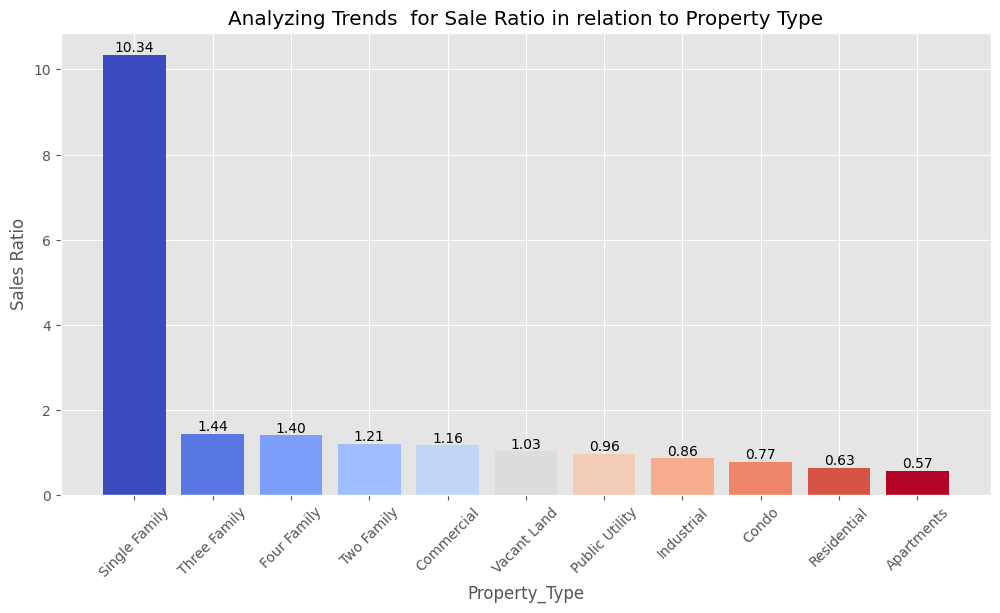 Analyzing Trends  for Sale Ratio in relation to Property Type
10.34
1.44
1.40
1.21
1.16
1.03
0.96
0.86
0.77
0.63
0.57
10
8
6
4
2
0
Sales Ratio
Single Family
Three Family
Four Family
Two Family
Commercial
Vacant Land
Public Utility
Industrial
Condo
Residential
Apartments
Property_Type